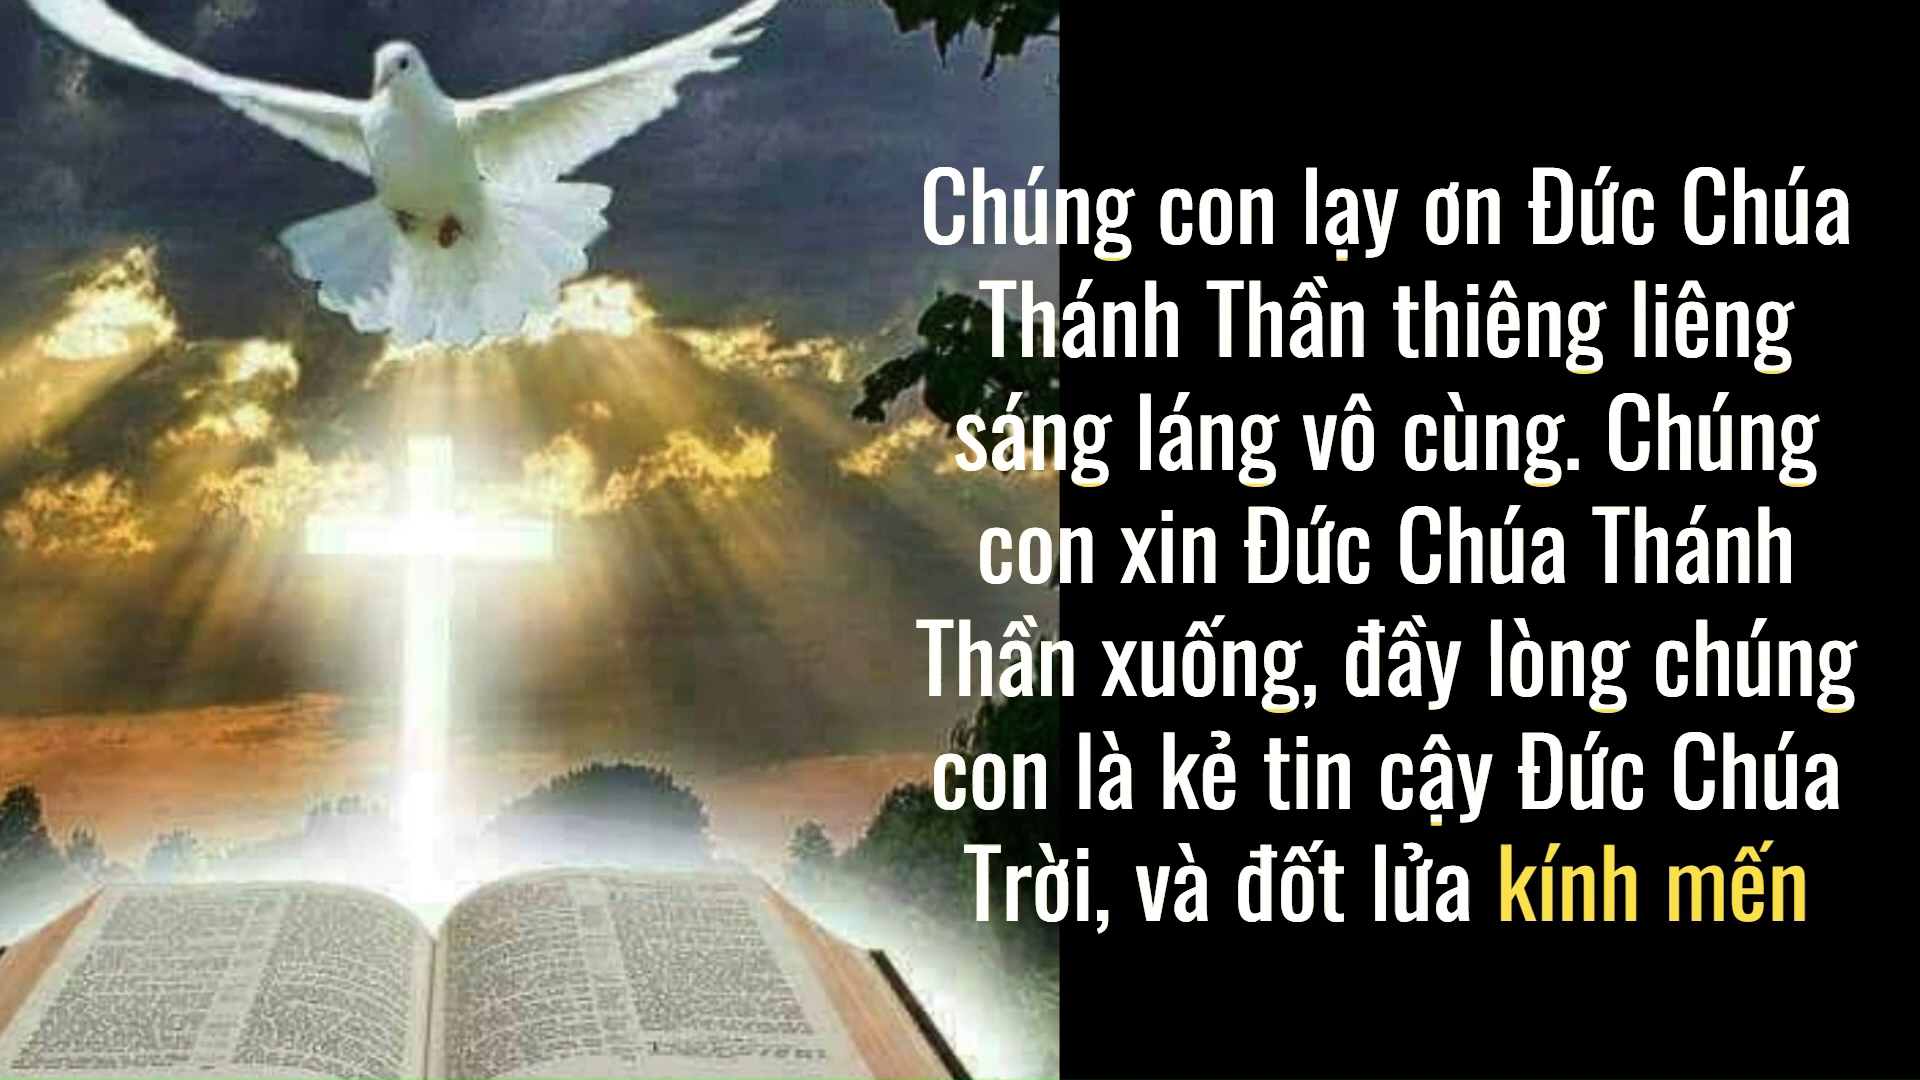 Chúng con lạy ơn Đức Chúa
Thánh Thần thiêng liêng
sáng láng vô cùng. Chúng
con xin Đức Chúa Thánh
Thần xuống, đầy lòng chúng
con là kẻ tin cậy Đức Chúa
Trời, và đốt lửa kính mến